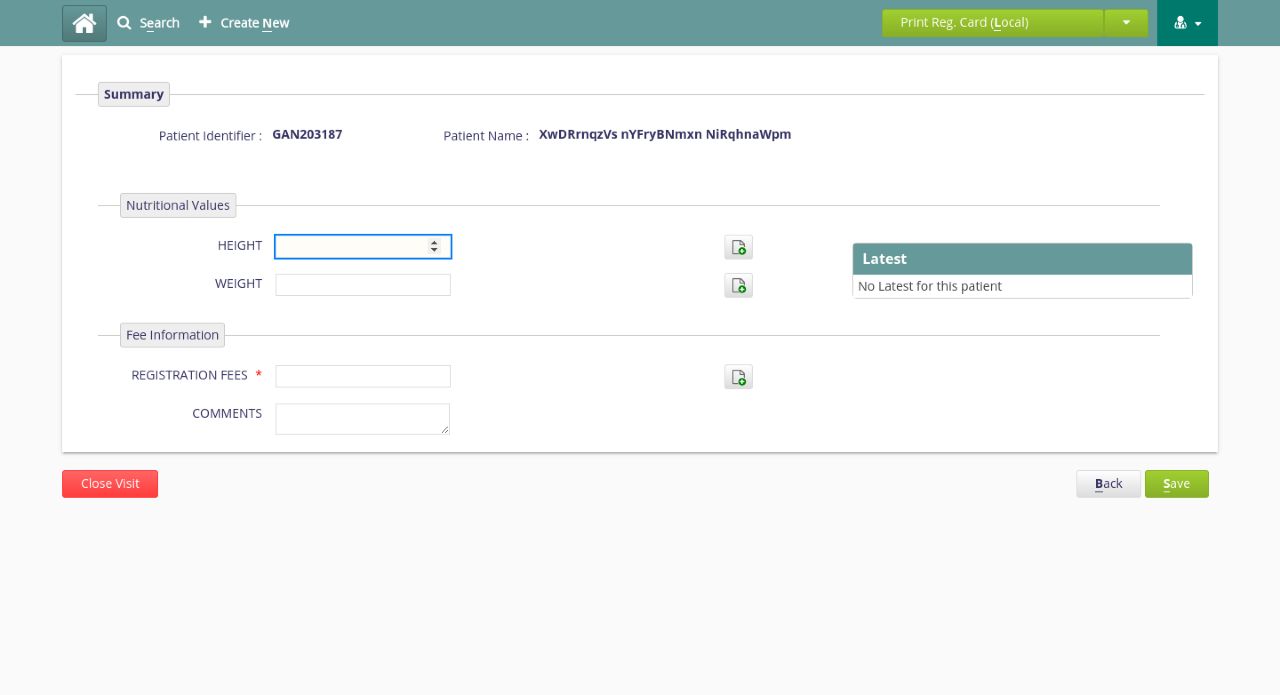 Search
Create New
Print Reg. Card (Local)
Summary
Patient Identifier : GAN203187 Patient Name : XwDRrnqzVs nYFryBNmxn NiRqhnaWpm
Nutritional Values
HEIGHT
Latest
WEIGHT
No Latest for this patient
Fee Information
REGISTRATION FEES *
COMMENTS
Close Visit
Back
Save